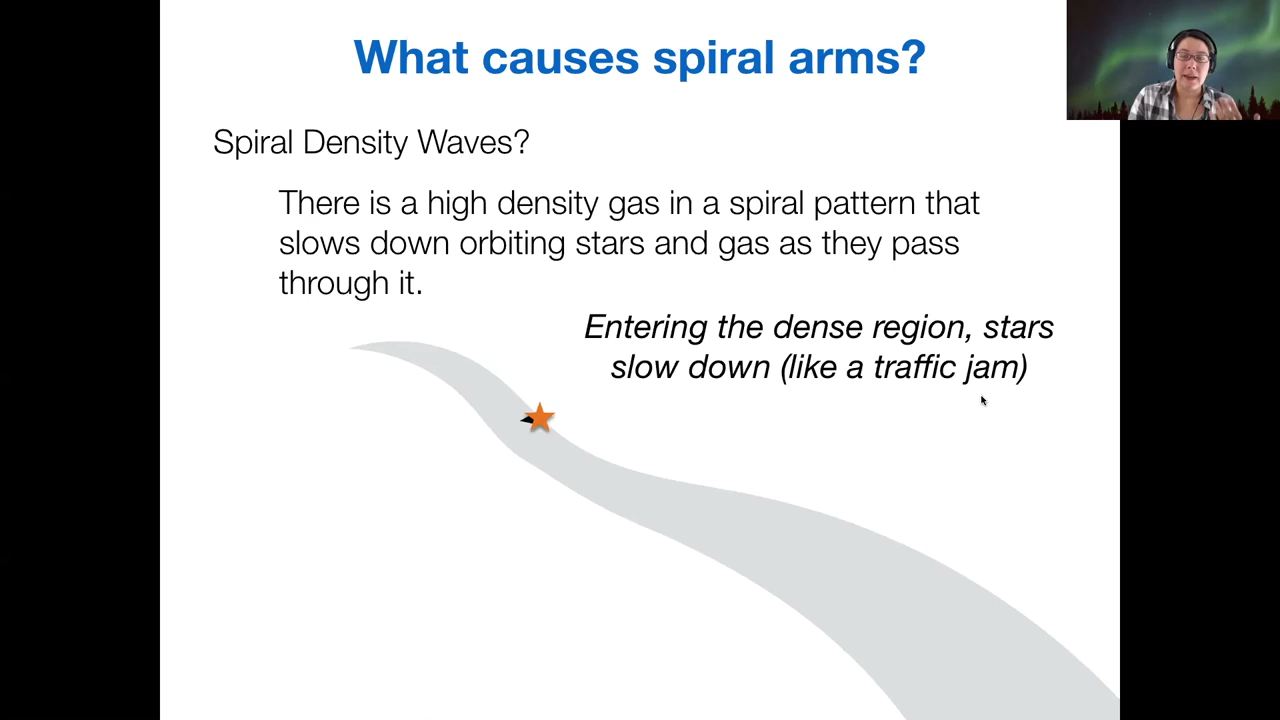 What causes spiral arms?
Spiral Density Waves?
There is a high density gas in a spiral pattern that
slows down orbiting stars and gas as they pass
through it.
Entering the dense region, stars
slow down (like a traffic jam)